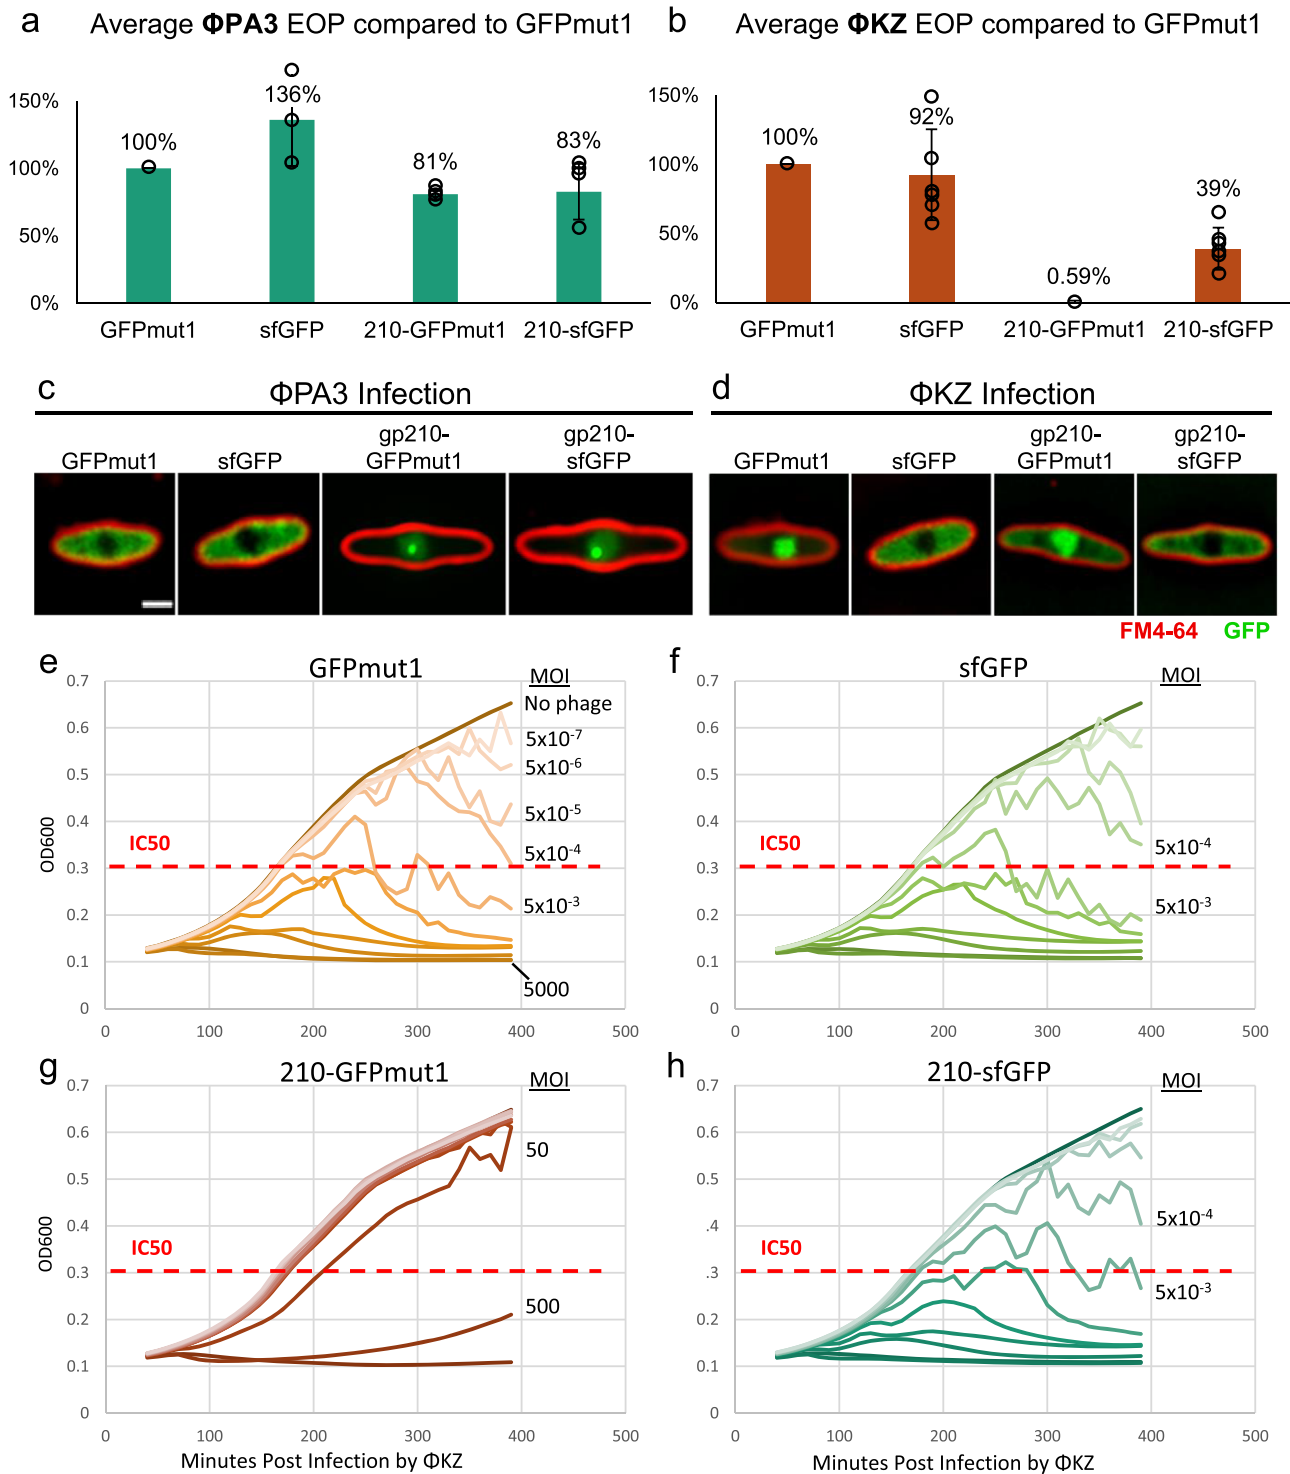 a
Average ΦPA3 EOP compared to GFPmut1
150%
100%
50%
0%
100%
136%
81%
83%
GFPmut1
sfGFP
210-GFPmut1
210-sfGFP
b
Average ΦKZ EOP compared to GFPmut1
150%
100%
50%
0%
100%
92%
0.59%
39%
GFPmut1
sfGFP
210-GFPmut1
210-sfGFP
c
ΦPA3 Infection
GFPmut1
sfGFP
gp210-
GFPmut1
gp210-
sfGFP
d
ΦKZ Infection
GFPmut1
sfGFP
gp210-
GFPmut1
gp210-
sfGFP
FM4-64 GFP
e
GFPmut1
MOI
No phage
5x10⁻⁷
5x10⁻⁶
5x10⁻⁵
5x10⁻⁴
5x10⁻³
5000
IC50
OD600
0.7
0.6
0.5
0.4
0.3
0.2
0.1
0
0 100 200 300 400 500
f
sfGFP
MOI
5x10⁻⁴
5x10⁻³
IC50
0.7
0.6
0.5
0.4
0.3
0.2
0.1
0
0 100 200 300 400 500
g
210-GFPmut1
MOI
50
500
IC50
OD600
0.7
0.6
0.5
0.4
0.3
0.2
0.1
0
0 100 200 300 400 500
Minutes Post Infection by ΦKZ
h
210-sfGFP
MOI
5x10⁻⁴
5x10⁻³
IC50
0.7
0.6
0.5
.4
.3
0.2
0.1
0
0 100 200 300 400 500
Minutes Post Infection by ΦKZ